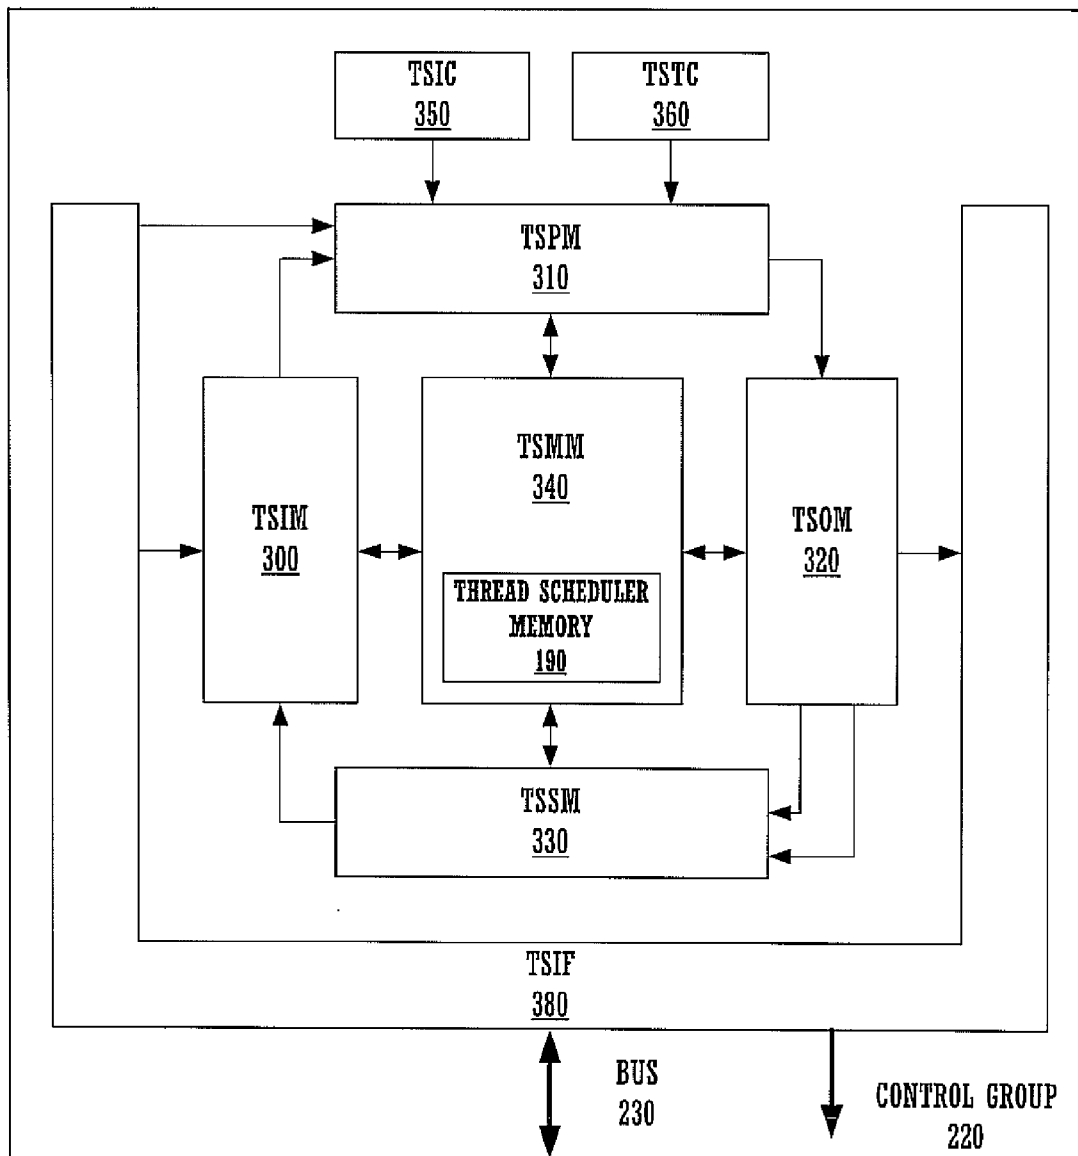 TSIC
350
TSTC
360
TSPM
310
TSIM
300
TSMM
340
THREAD SCHEDULER
MEMORY
190
TSOM
320
TSSM
330
TSIF
380
BUS
230
CONTROL GROUP
220